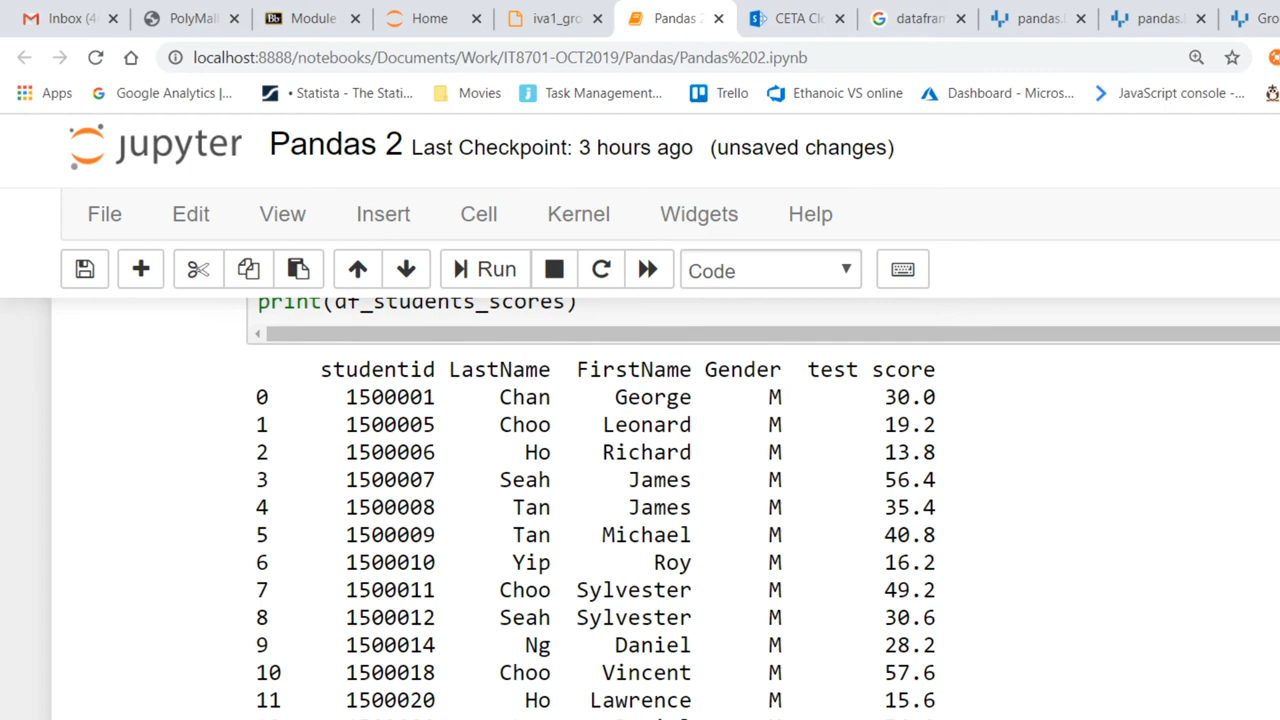 Inbox (4 PolyMall Bb Module Home iva1_gro Pandas 2 CETA Clo G datafran pandas. pandas. Gro
localhost:8888/notebooks/Documents/Work/IT8701-OCT2019/Pandas/Pandas%202.ipynb
Apps Google Analytics |... • Statista - The Stati... Movies Task Management... Trello Ethanoic VS online Dashboard - Micros... JavaScript console -...
jupyter Pandas 2 Last Checkpoint: 3 hours ago (unsaved changes)
File Edit View Insert Cell Kernel Widgets Help
Run Code
print(df_students_scores)
studentid LastName FirstName Gender test score
0 1500001 Chan George M 30.0
1 1500005 Choo Leonard M 19.2
2 1500006 Ho Richard M 13.8
3 1500007 Seah James M 56.4
4 1500008 Tan James M 35.4
5 1500009 Tan Michael M 40.8
6 1500010 Yip Roy M 16.2
7 1500011 Choo Sylvester M 49.2
8 1500012 Seah Sylvester M 30.6
9 1500014 Ng Daniel M 28.2
10 1500018 Choo Vincent M 57.6
11 1500020 Ho Lawrence M 15.6